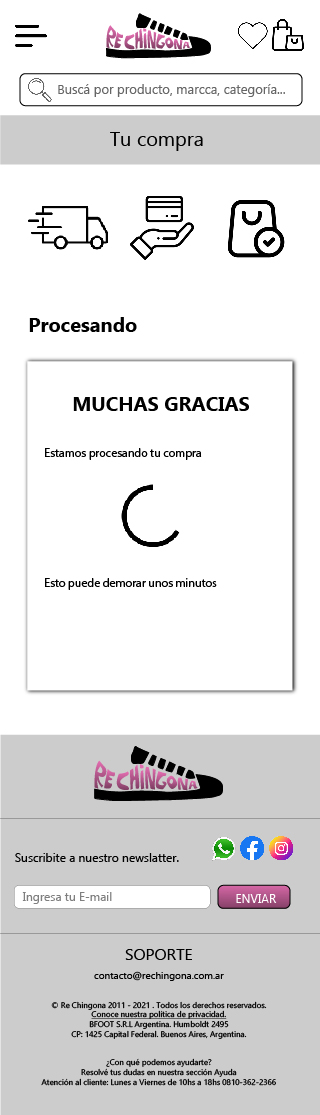 RE CHINGONA
Buscá por producto, marcca, categoría...
Tu compra
Procesando
MUCHAS GRACIAS
Estamos procesando tu compra
Esto puede demorar unos minutos
RE CHINGONA
Suscribite a nuestro newslatter.
Ingresa tu E-mail
ENVIAR
SOPORTE
contacto@rechingona.com.ar
© Re Chingona 2011 - 2021 . Todos los derechos reservados.
Conoce nuestra política de privacidad.
BFOOT S.R.L Argentina. Humboldt 2495
CP: 1425 Capital Federal. Buenos Aires, Argentina.
¿Con qué podemos ayudarte?
Resolvé tus dudas en nuestra sección Ayuda
Atención al cliente: Lunes a Viernes de 10hs a 18hs 0810-362-2366